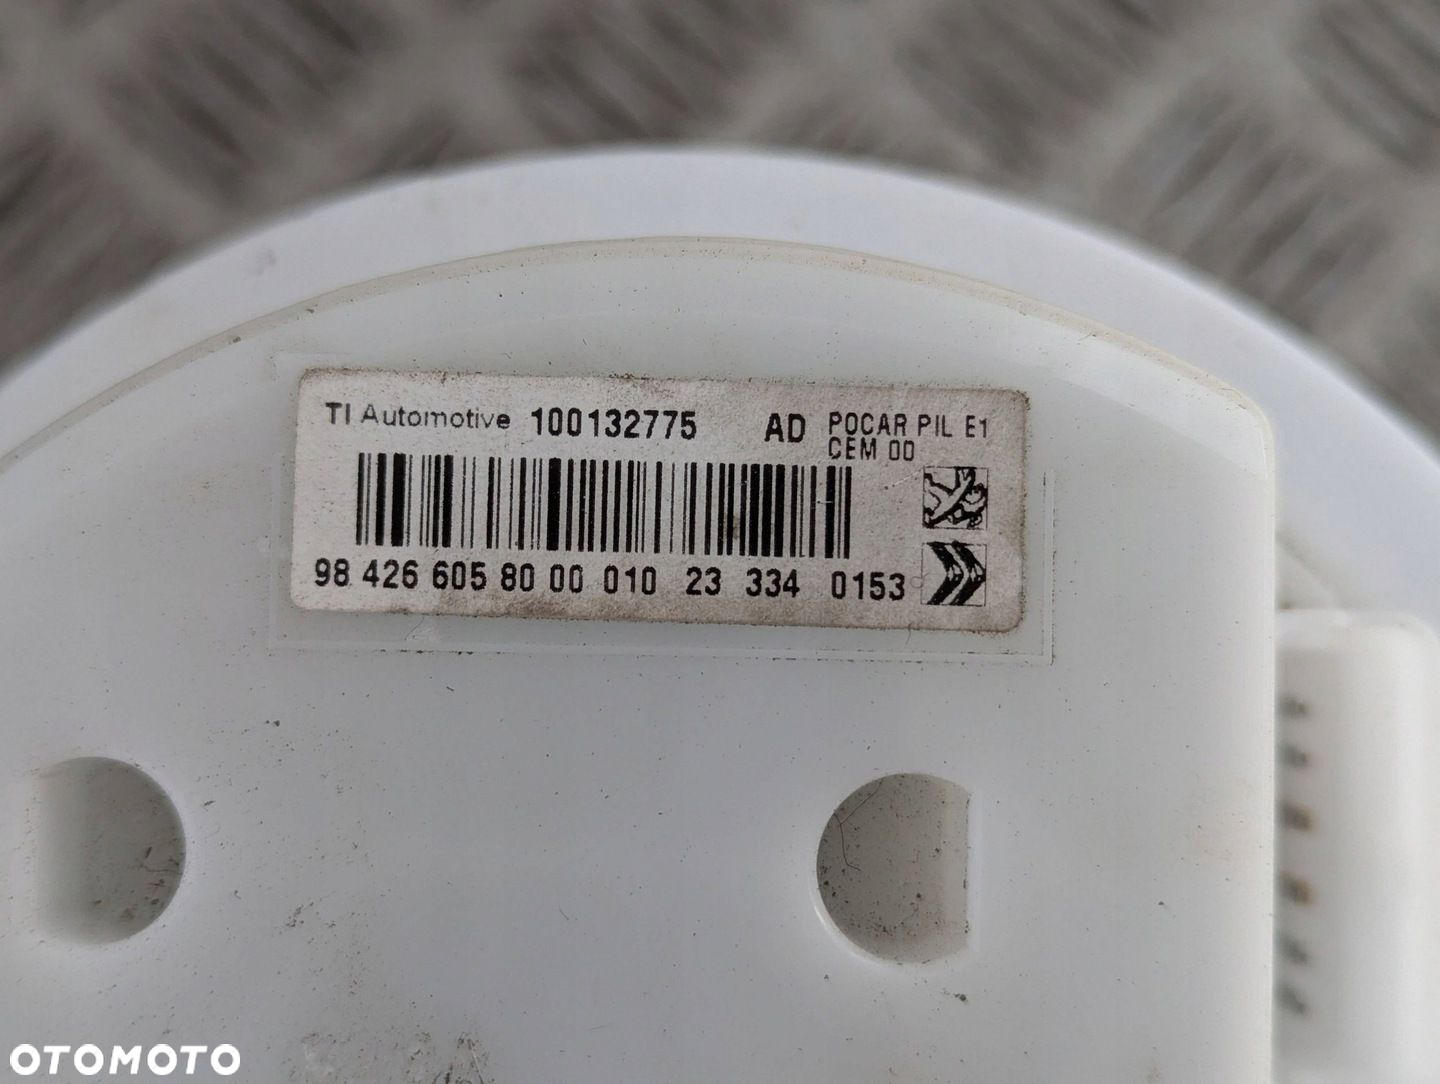 TI Automotive 100132775 AD POCAR PIL E1
CEM 00
98 426 605 80 00 010 23 334 0153
OTOMOTO